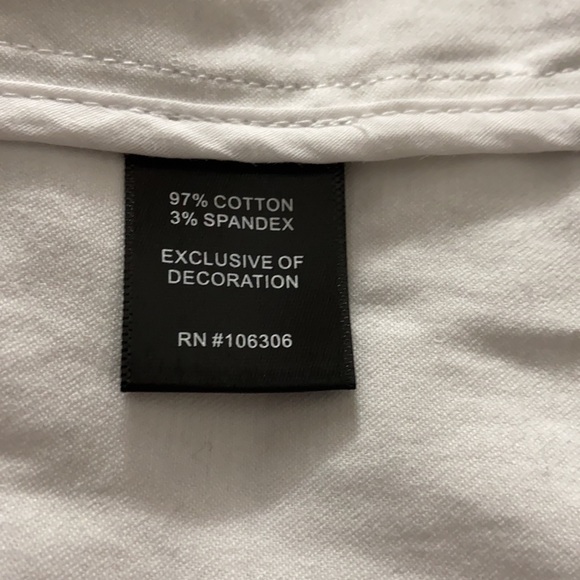 97% COTTON
3% SPANDEX
EXCLUSIVE OF
DECORATION
RN #106306